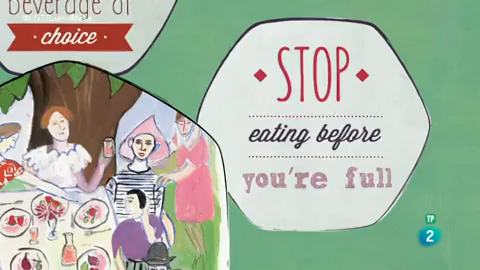 beverage of
choice
STOP
eating before
you're full
TP
2